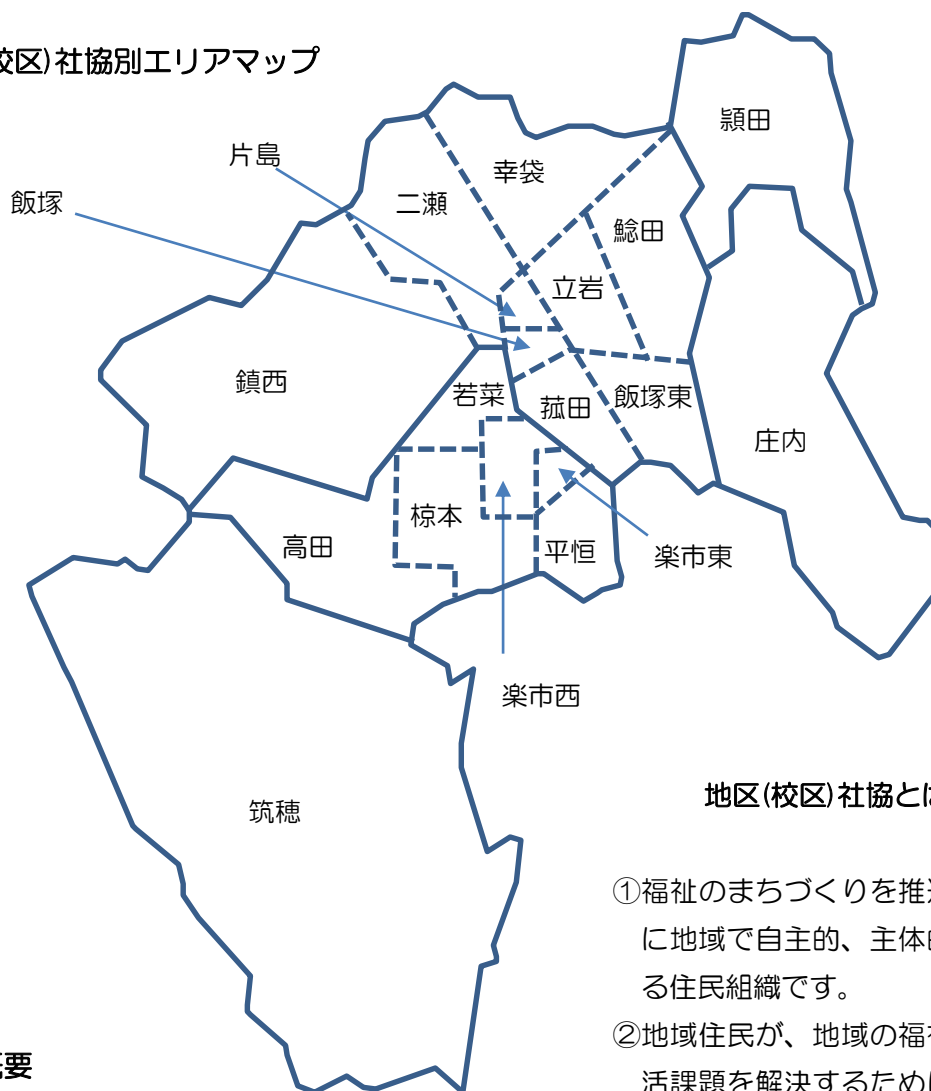 校区)社協別エリアマップ
頴田
片島
幸袋
飯塚
二瀬
鯰田
立岩
鎮西
若菜
菰田
飯塚東
庄内
椋本
高田
平恒
楽市東
楽市西
筑穂
地区(校区)社協とは
①福祉のまちづくりを推進
に地域で自主的、主体的
る住民組織です。
②地域住民が、地域の福祉
活課題を解決するために
概要